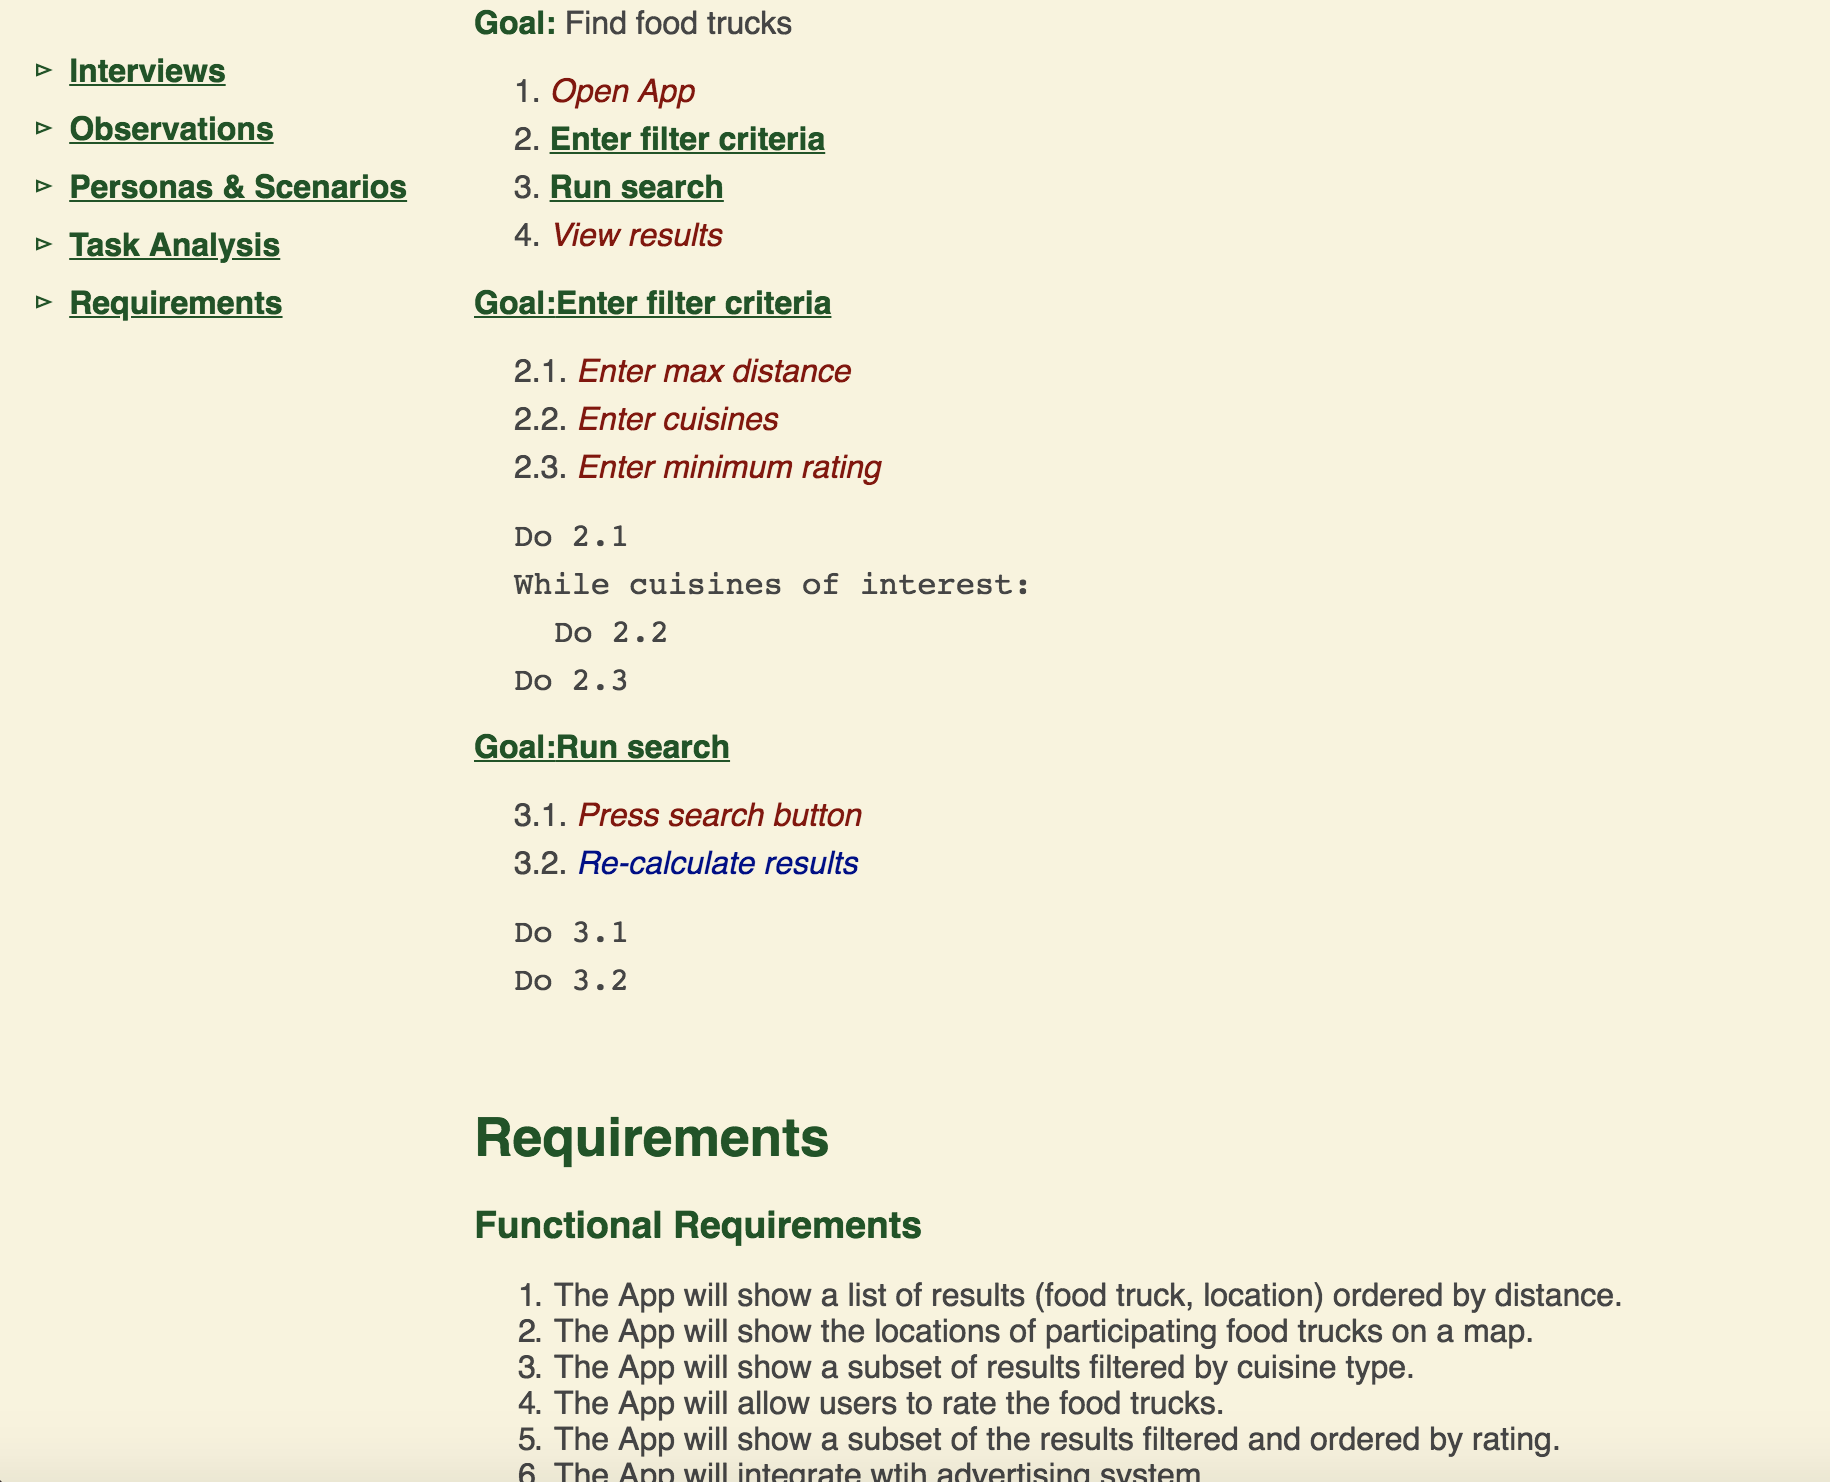 Interviews
Observations
Personas & Scenarios
Task Analysis
Requirements
Goal: Find food trucks
1. Open App
2. Enter filter criteria
3. Run search
4. View results
Goal:Enter filter criteria
2.1. Enter max distance
2.2. Enter cuisines
2.3. Enter minimum rating
Do 2.1
While cuisines of interest:
Do 2.2
Do 2.3
Goal:Run search
3.1. Press search button
3.2. Re-calculate results
Do 3.1
Do 3.2
Requirements
Functional Requirements
1. The App will show a list of results (food truck, location) ordered by distance.
2. The App will show the locations of participating food trucks on a map.
3. The App will show a subset of results filtered by cuisine type.
4. The App will allow users to rate the food trucks.
5. The App will show a subset of the results filtered and ordered by rating.
6. The App will integrate wtih advertising system